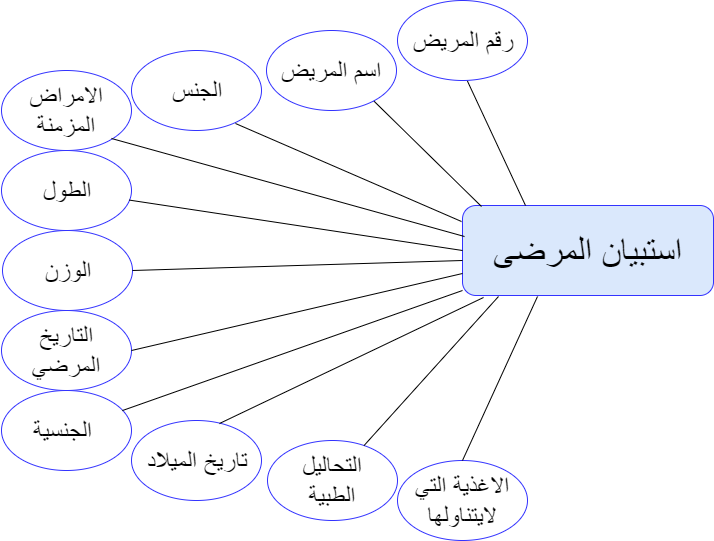 رقم المريض
اسم المريض
الجنس
الامراض
المزمنة
الطول
الوزن
التاريخ
المرضي
الجنسية
تاريخ الميلاد
التحاليل
الطبية
الاغذية التي
لايتناولها
استبيان المرضى